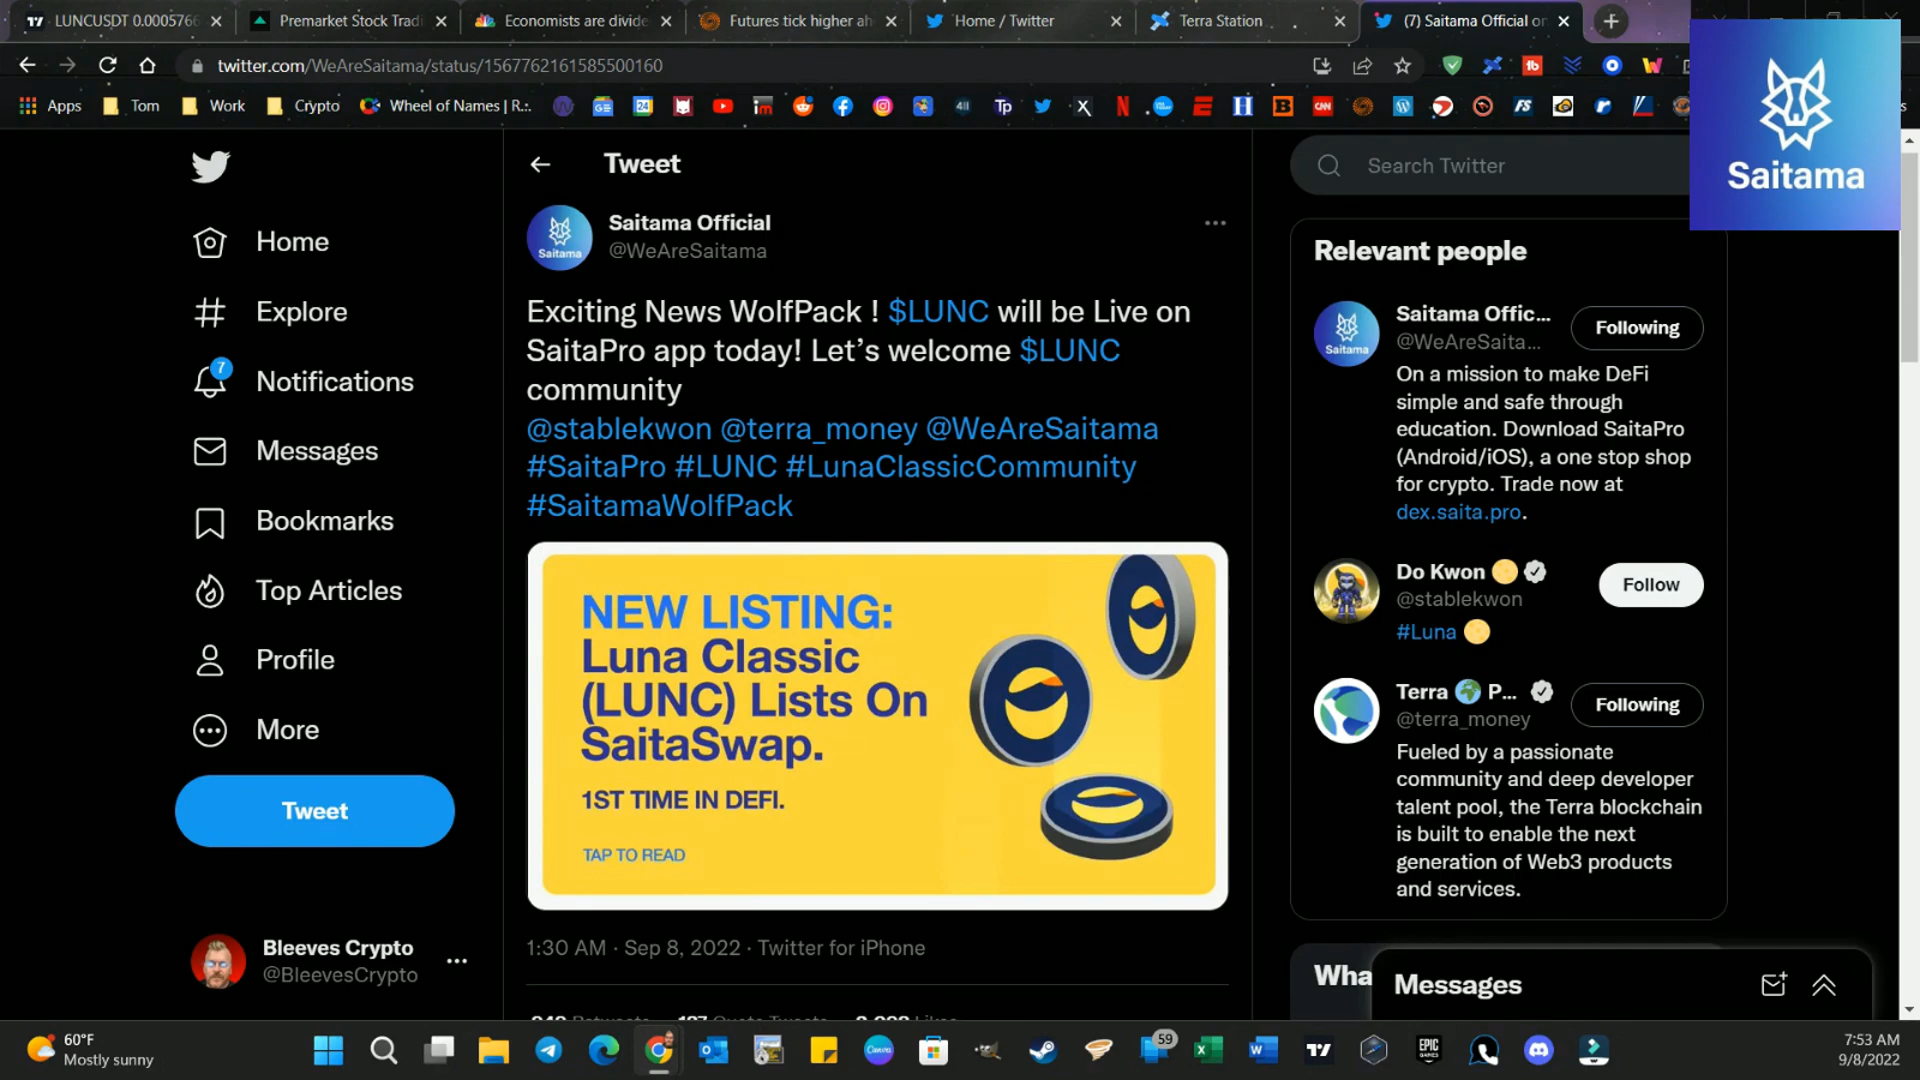 LUNCUSDT 0.0005766
Premarket Stock Tradi
Economists are divide
Futures tick higher ah
Home / Twitter
Terra Station
(7) Saitama Official on
twitter.com/WeAreSaitama/status/1567762161585500160
Apps
Tom
Work
Crypto
Wheel of Names | R...
Saitama
Home
Explore
7
Notifications
Messages
Bookmarks
Top Articles
Profile
More
Tweet
Bleeves Crypto
@BleevesCrypto
Tweet
Saitama Official
@WeAreSaitama
Exciting News WolfPack ! $LUNC will be Live on
SaitaPro app today! Let’s welcome $LUNC
community
@stablekwon @terra_money @WeAreSaitama
#SaitaPro #LUNC #LunaClassicCommunity
#SaitamaWolfPack
NEW LISTING:
Luna Classic
(LUNC) Lists On
SaitaSwap.
1ST TIME IN DEFI.
TAP TO READ
1:30 AM · Sep 8, 2022 · Twitter for iPhone
Search Twitter
Relevant people
Saitama Offic...
@WeAreSaita...
Following
On a mission to make DeFi
simple and safe through
education. Download SaitaPro
(Android/iOS), a one stop shop
for crypto. Trade now at
dex.saita.pro.
Do Kwon
@stablekwon
Follow
#Luna
Terra P...
@terra_money
Following
Fueled by a passionate
community and deep developer
talent pool, the Terra blockchain
is built to enable the next
generation of Web3 products
and services.
Wha
Messages
60°F
Mostly sunny
59
7:53 AM
9/8/2022